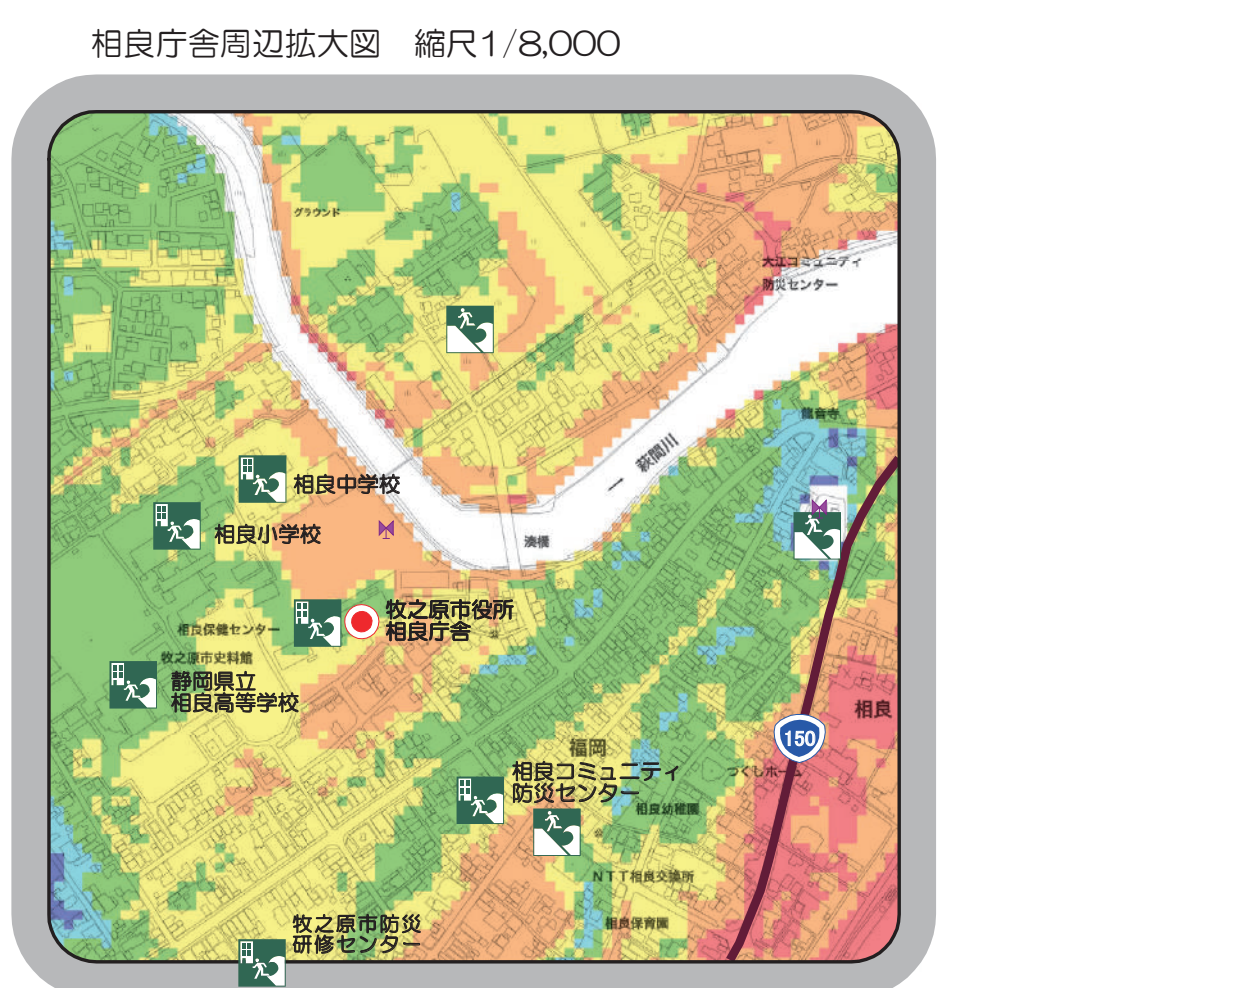 相良庁舎周辺拡大図　縮尺1/8,000
グラウンド
大江コミュニティ
防災センター
龍音寺
萩間川
相良中学校
相良小学校
湊橋
牧之原市役所
相良庁舎
相良保健センター
牧之原市史料館
静岡県立
相良高等学校
相良
150
福岡
相良コミュニティ
防災センター
つくしホーム
相良幼稚園
NTT相良交換所
牧之原市防災
研修センター
相良保育園